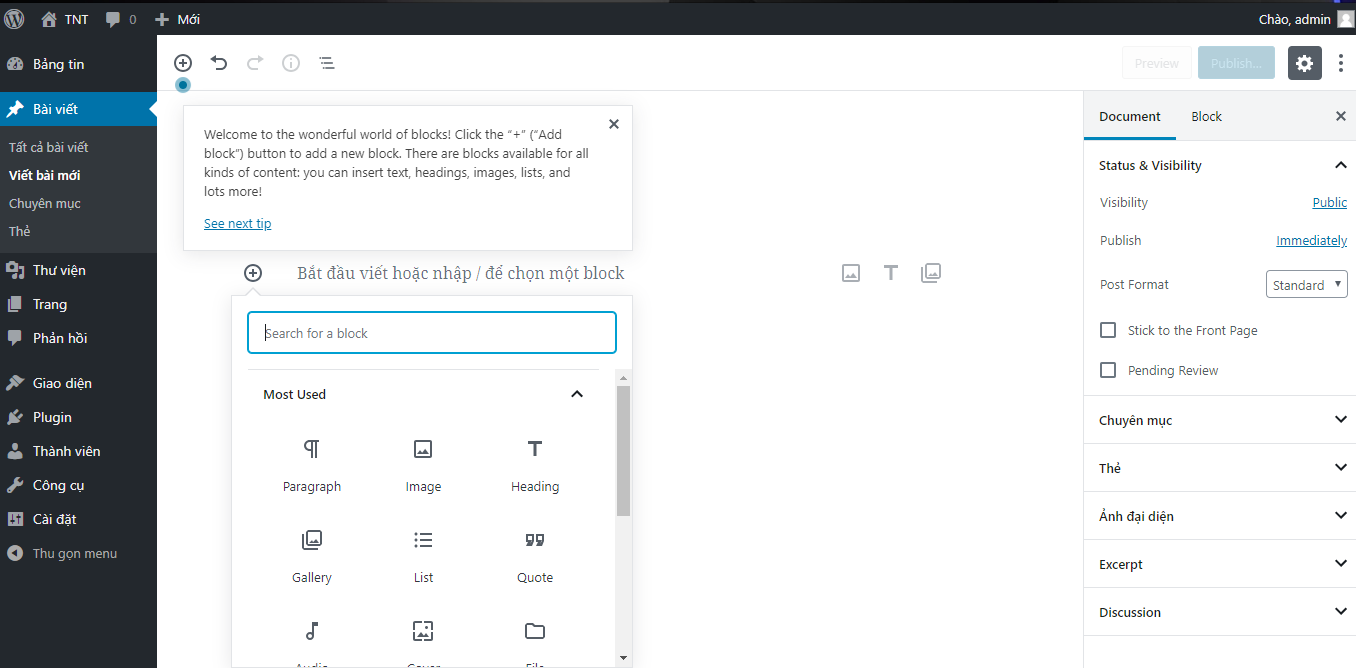 TNT
0
Mới
Chào, admin
Bảng tin
Bài viết
Tất cả bài viết
Viết bài mới
Chuyên mục
Thẻ
Thư viện
Trang
Phản hồi
Giao diện
Plugin
Thành viên
Công cụ
Cài đặt
Thu gọn menu
Preview
Publish...
Welcome to the wonderful world of blocks! Click the “+” (“Add
block”) button to add a new block. There are blocks available for all
kinds of content: you can insert text, headings, images, lists, and
lots more!
See next tip
Bắt đầu viết hoặc nhập / để chọn một block
Search for a block
Most Used
Paragraph
Image
Heading
Gallery
List
Quote
Audio
Cover
File
Document
Block
Status & Visibility
Visibility
Public
Publish
Immediately
Post Format
Standard
Stick to the Front Page
Pending Review
Chuyên mục
Thẻ
Ảnh đại diện
Excerpt
Discussion